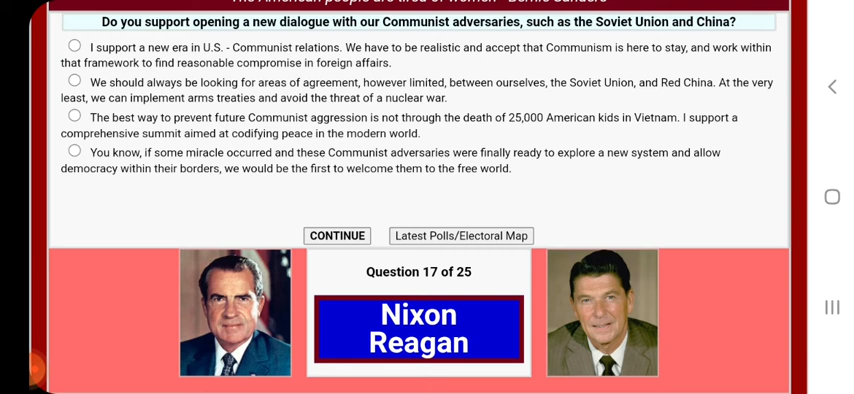 Do you support opening a new dialogue with our Communist adversaries, such as the Soviet Union and China?
I support a new era in U.S. - Communist relations. We have to be realistic and accept that Communism is here to stay, and work within
that framework to find reasonable compromise in foreign affairs.
We should always be looking for areas of agreement, however limited, between ourselves, the Soviet Union, and Red China. At the very
least, we can implement arms treaties and avoid the threat of a nuclear war.
The best way to prevent future Communist aggression is not through the death of 25,000 American kids in Vietnam. I support a
comprehensive summit aimed at codifying peace in the modern world.
You know, if some miracle occurred and these Communist adversaries were finally ready to explore a new system and allow
democracy within their borders, we would be the first to welcome them to the free world.
CONTINUE
Latest Polls/Electoral Map
Question 17 of 25
Nixon
Reagan